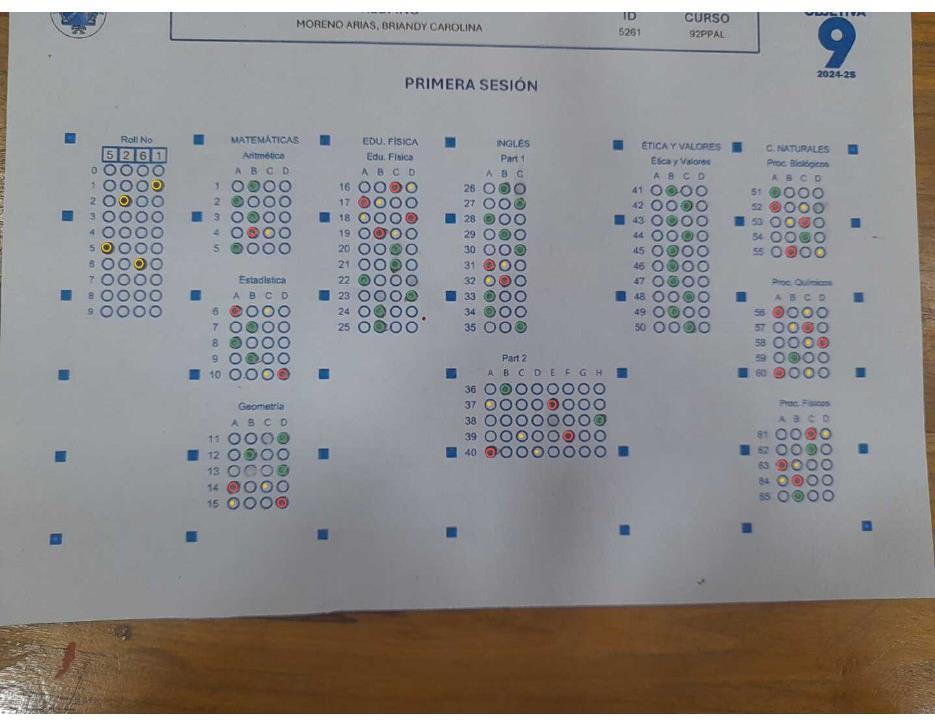 MORENO ARIAS, BRIANDY CAROLINA
ID
5261
CURSO
92PPAL
OBJETIVA
9
2024-2S
PRIMERA SESIÓN
Roll No
5 2 6 1
0
1
2
3
4
5
6
7
8
9
MATEMÁTICAS
Aritmética
A B C D
1
2
3
4
5
Estadística
A B C D
6
7
8
9
10
Geometría
A B C D
11
12
13
14
15
EDU. FÍSICA
Edu. Física
A B C D
16
17
18
19
20
21
22
23
24
25
INGLÉS
Part 1
A B C
26
27
28
29
30
31
32
33
34
35
Part 2
A B C D E F G H
36
37
38
39
40
ÉTICA Y VALORES
Ética y Valores
A B C D
41
42
43
44
45
46
47
48
49
50
C. NATURALES
Proc. Biológicos
A B C D
51
52
53
54
55
Proc. Químicos
A B C D
56
57
58
59
60
Proc. Físicos
A B C D
61
62
63
64
65